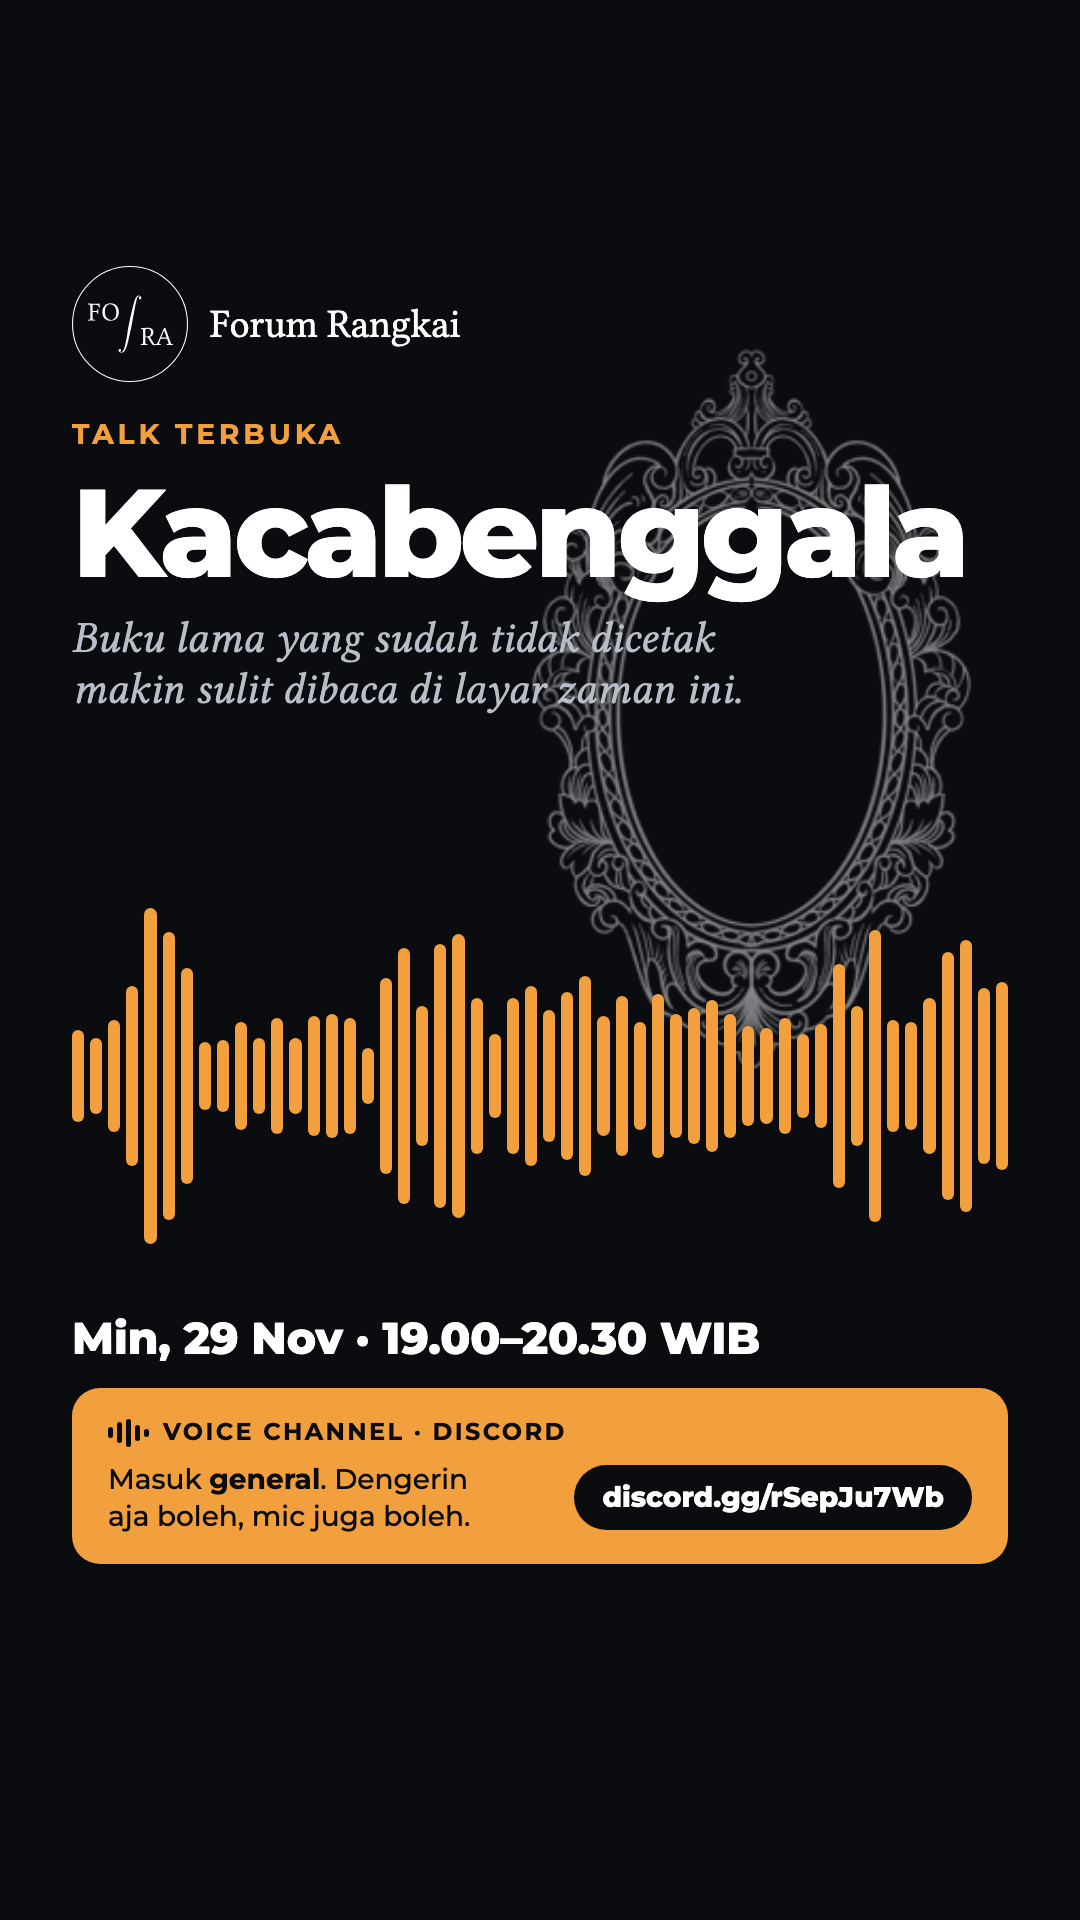 FO RA
Forum Rangkai
TALK TERBUKA
Kacabenggala
Buku lama yang sudah tidak dicetak
makin sulit dibaca di layar zaman ini.
Min, 29 Nov · 19.00–20.30 WIB
VOICE CHANNEL · DISCORD
Masuk general. Dengerin
aja boleh, mic juga boleh.
discord.gg/rSepJu7Wb